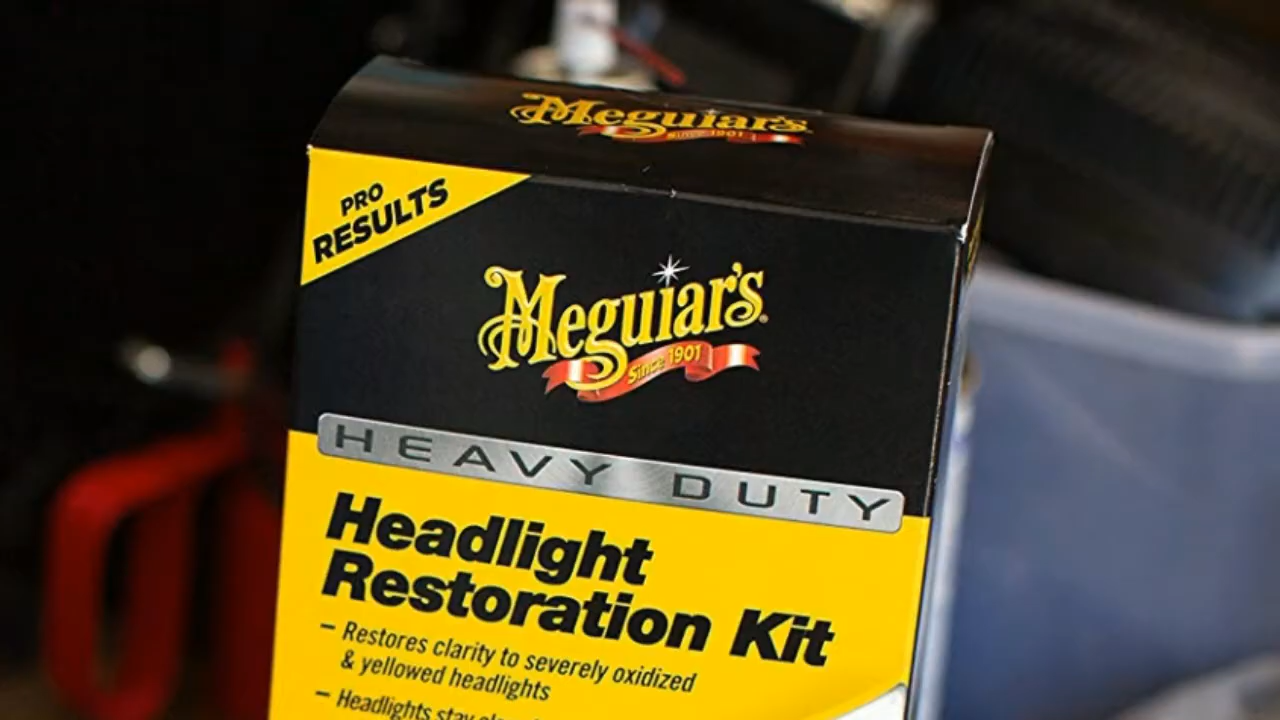 Meguiar's
Since 1901
PRO
RESULTS
Meguiar's
Since 1901
HEAVY DUTY
Headlight
Restoration Kit
– Restores clarity to severely oxidized
& yellowed headlights
– Headlights stay